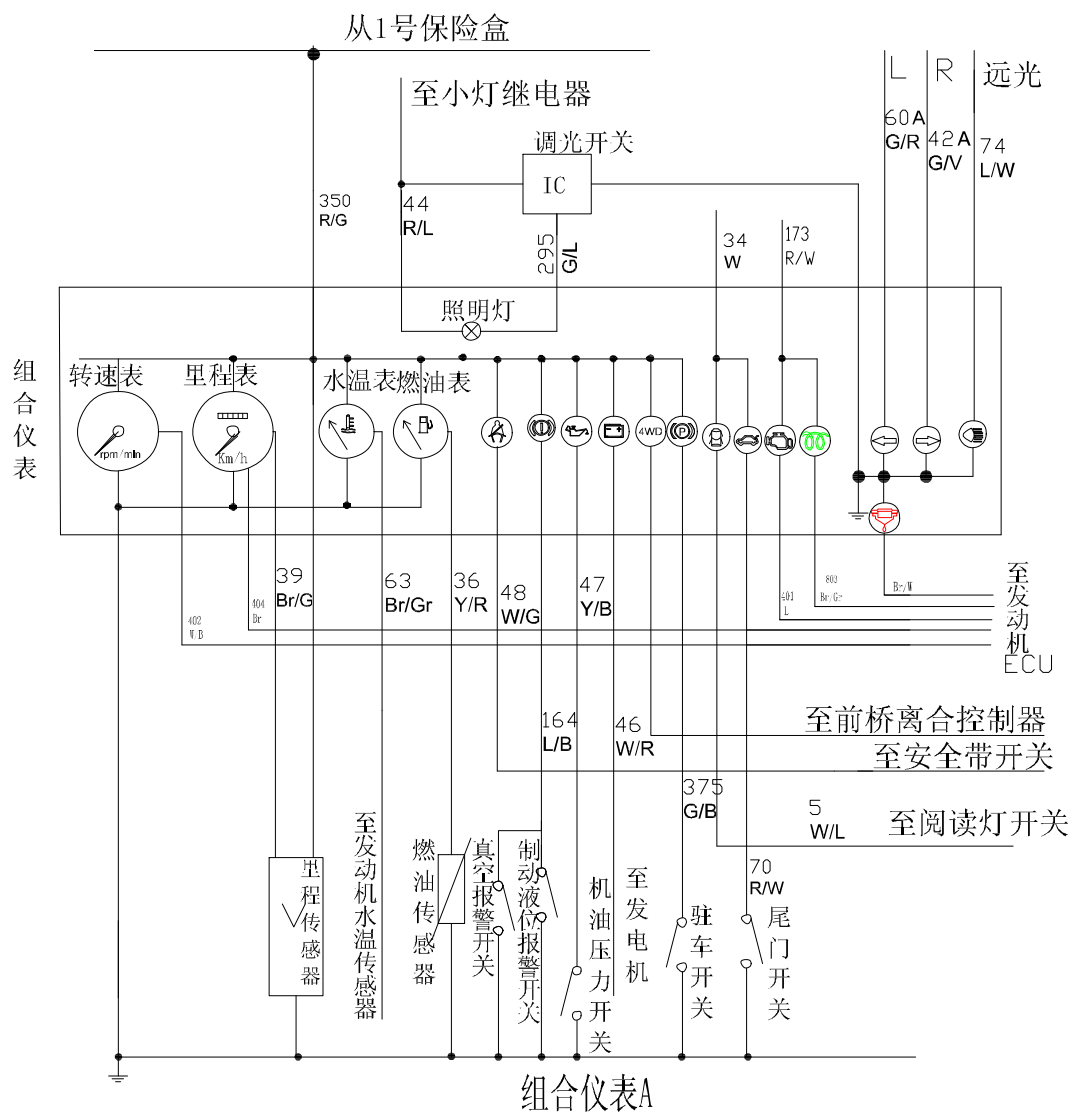 从1号保险盒
至小灯继电器
L
R
远光
调光开关
IC
60A
G/R
42A
G/V
74
L/W
350
R/G
44
R/L
295
G/L
34
W
173
R/W
照明灯
组合仪表
转速表
里程表
水温表
燃油表
rpm/min
Km/h
4WD
P
39
Br/G
63
Br/Gr
36
Y/R
48
W/G
47
Y/B
402
W/B
404
Br
401
L
803
Br/Gr
Br/W
至发动机
ECU
164
L/B
46
W/R
至前桥离合控制器
至安全带开关
375
G/B
5
W/L
至阅读灯开关
70
R/W
里程传感器
至发动机水温传感器
燃油传感器
真空报警开关
制动液位报警开关
机油压力开关
至发电机
驻车开关
尾门开关
组合仪表A